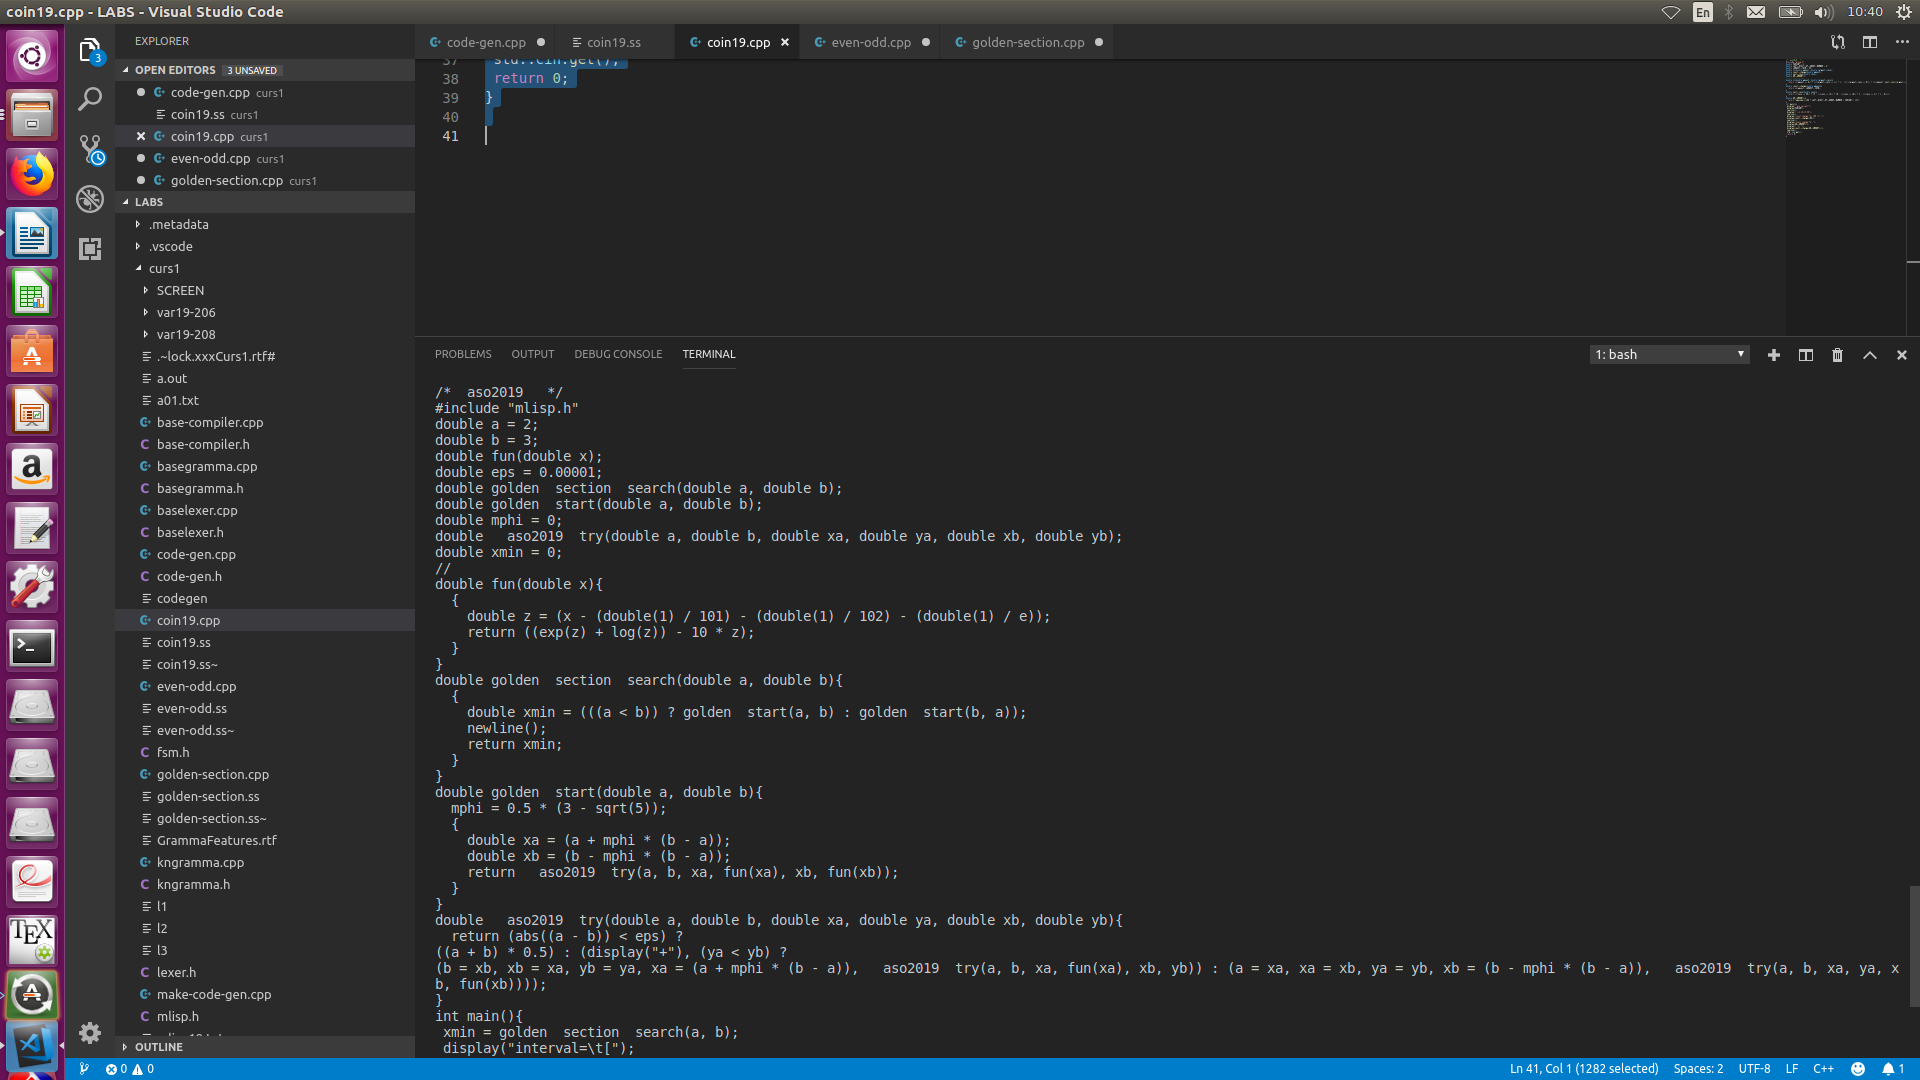 coin19.cpp - LABS - Visual Studio Code
En
10:40
EXPLORER
OPEN EDITORS 3 UNSAVED
code-gen.cpp curs1
coin19.ss curs1
coin19.cpp curs1
even-odd.cpp curs1
golden-section.cpp curs1
LABS
.metadata
.vscode
curs1
SCREEN
var19-206
var19-208
.~lock.xxxCurs1.rtf#
a.out
a01.txt
base-compiler.cpp
base-compiler.h
basegramma.cpp
basegramma.h
baselexer.cpp
baselexer.h
code-gen.cpp
code-gen.h
codegen
coin19.cpp
coin19.ss
coin19.ss~
even-odd.cpp
even-odd.ss
even-odd.ss~
fsm.h
golden-section.cpp
golden-section.ss
golden-section.ss~
GrammaFeatures.rtf
kngramma.cpp
kngramma.h
l1
l2
l3
lexer.h
make-code-gen.cpp
mlisp.h
OUTLINE
code-gen.cpp
coin19.ss
coin19.cpp
even-odd.cpp
golden-section.cpp
37 std::cin.get();
38 return 0;
39 }
40
41
PROBLEMS OUTPUT DEBUG CONSOLE TERMINAL
1: bash
/*  aso2019   */
#include "mlisp.h"
double a = 2;
double b = 3;
double fun(double x);
double eps = 0.00001;
double golden  section  search(double a, double b);
double golden  start(double a, double b);
double mphi = 0;
double   aso2019  try(double a, double b, double xa, double ya, double xb, double yb);
double xmin = 0;
//
double fun(double x){
{
double z = (x - (double(1) / 101) - (double(1) / 102) - (double(1) / e));
return ((exp(z) + log(z)) - 10 * z);
}
}
double golden  section  search(double a, double b){
{
double xmin = (((a < b)) ? golden  start(a, b) : golden  start(b, a));
newline();
return xmin;
}
}
double golden  start(double a, double b){
mphi = 0.5 * (3 - sqrt(5));
{
double xa = (a + mphi * (b - a));
double xb = (b - mphi * (b - a));
return   aso2019  try(a, b, xa, fun(xa), xb, fun(xb));
}
}
double   aso2019  try(double a, double b, double xa, double ya, double xb, double yb){
return (abs((a - b)) < eps) ?
((a + b) * 0.5) : (display("+"), (ya < yb) ?
(b = xb, xb = xa, yb = ya, xa = (a + mphi * (b - a)),   aso2019  try(a, b, xa, fun(xa), xb, yb)) : (a = xa, xa = xb, ya = yb, xb = (b - mphi * (b - a)),   aso2019  try(a, b, xa, ya, x
b, fun(xb))));
}
int main(){
xmin = golden  section  search(a, b);
display("interval=\t[");
0 0
Ln 41, Col 1 (1282 selected)
Spaces: 2
UTF-8
LF
C++
1